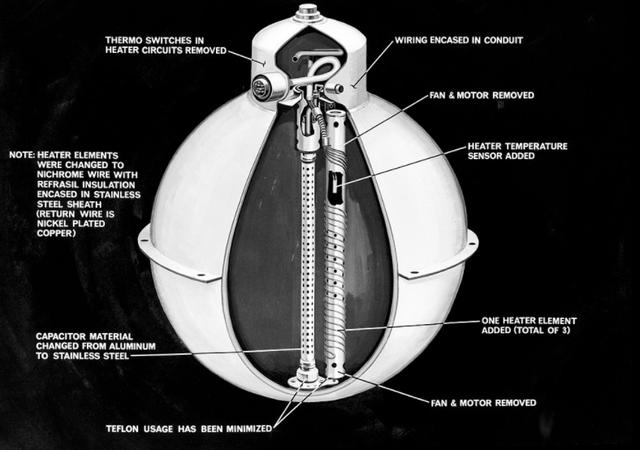 THERMO SWITCHES IN
HEATER CIRCUITS REMOVED
WIRING ENCASED IN CONDUIT
FAN & MOTOR REMOVED
HEATER TEMPERATURE
SENSOR ADDED
NOTE: HEATER ELEMENTS
WERE CHANGED TO
NICHROME WIRE WITH
REFRASIL INSULATION
ENCASED IN STAINLESS
STEEL SHEATH
(RETURN WIRE IS
NICKEL PLATED
COPPER)
ONE HEATER ELEMENT
ADDED (TOTAL OF 3)
CAPACITOR MATERIAL
CHANGED FROM ALUMINUM
TO STAINLESS STEEL
FAN & MOTOR REMOVED
TEFLON USAGE HAS BEEN MINIMIZED